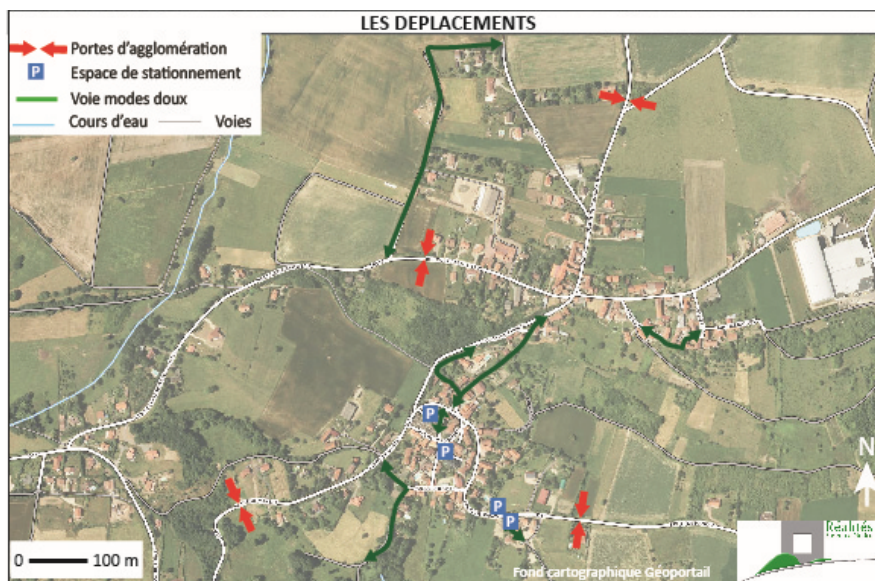 LES DEPLACEMENTS
Portes d'agglomération
P Espace de stationnement
Voie modes doux
Cours d'eau Voies
P
P
P
P
N
0 100 m
Fond cartographique Géoportail
Réalités